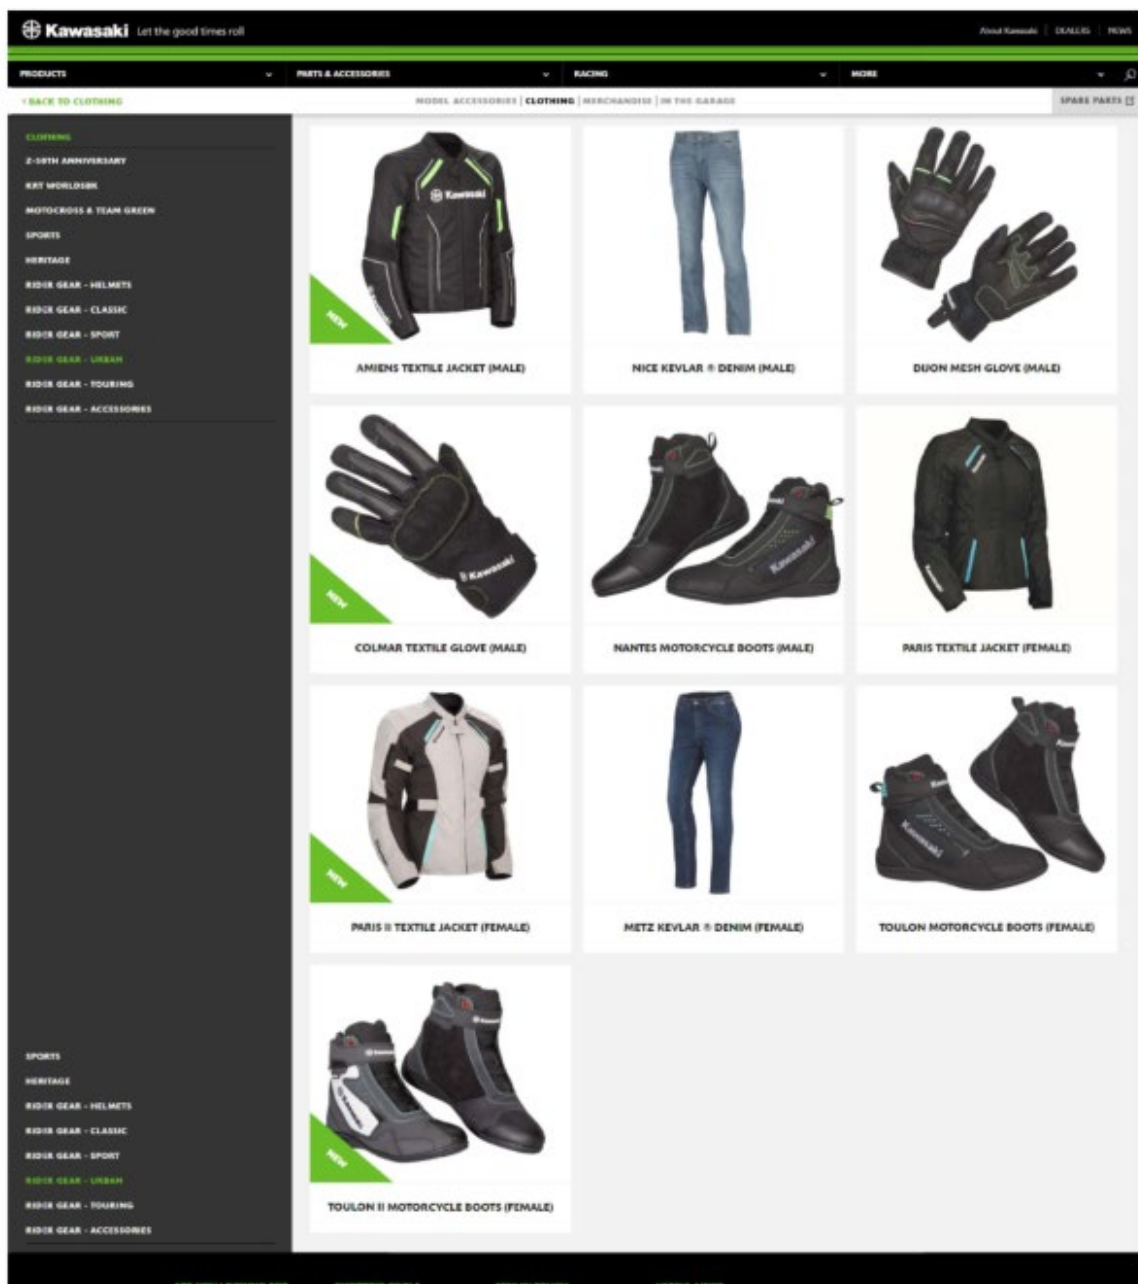 Kawasaki Let the good times roll
About Kawasaki | DEALERS | NEWS
PRODUCTS
PARTS & ACCESSORIES
RACING
MORE
‹ BACK TO CLOTHING
MODEL ACCESSORIES | CLOTHING | MERCHANDISE | IN THE GARAGE
SPARE PARTS
CLOTHING
Z-50TH ANNIVERSARY
KRT WORLDSBK
MOTOCROSS & TEAM GREEN
SPORTS
HERITAGE
RIDER GEAR - HELMETS
RIDER GEAR - CLASSIC
RIDER GEAR - SPORT
RIDER GEAR - URBAN
RIDER GEAR - TOURING
RIDER GEAR - ACCESSORIES
Kawasaki
NEW
AMIENS TEXTILE JACKET (MALE)
NICE KEVLAR ® DENIM (MALE)
DIJON MESH GLOVE (MALE)
Kawasaki
NEW
COLMAR TEXTILE GLOVE (MALE)
Kawasaki
NANTES MOTORCYCLE BOOTS (MALE)
PARIS TEXTILE JACKET (FEMALE)
NEW
PARIS II TEXTILE JACKET (FEMALE)
METZ KEVLAR ® DENIM (FEMALE)
Kawasaki
TOULON MOTORCYCLE BOOTS (FEMALE)
NEW
TOULON II MOTORCYCLE BOOTS (FEMALE)
SPORTS
HERITAGE
RIDER GEAR - HELMETS
RIDER GEAR - CLASSIC
RIDER GEAR - SPORT
RIDER GEAR - URBAN
RIDER GEAR - TOURING
RIDER GEAR - ACCESSORIES